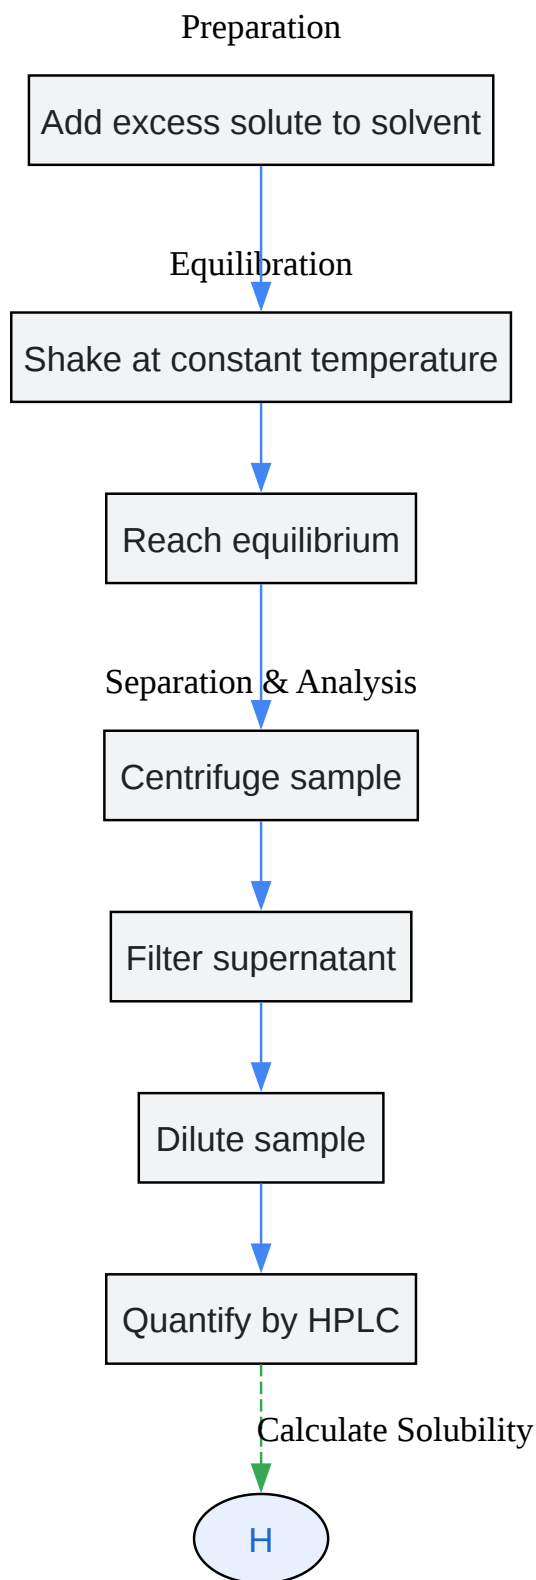 Preparation
Add excess solute to solvent
Equilibration
Shake at constant temperature
Reach equilibrium
Separation & Analysis
Centrifuge sample
Filter supernatant
Dilute sample
Quantify by HPLC
Calculate Solubility
H